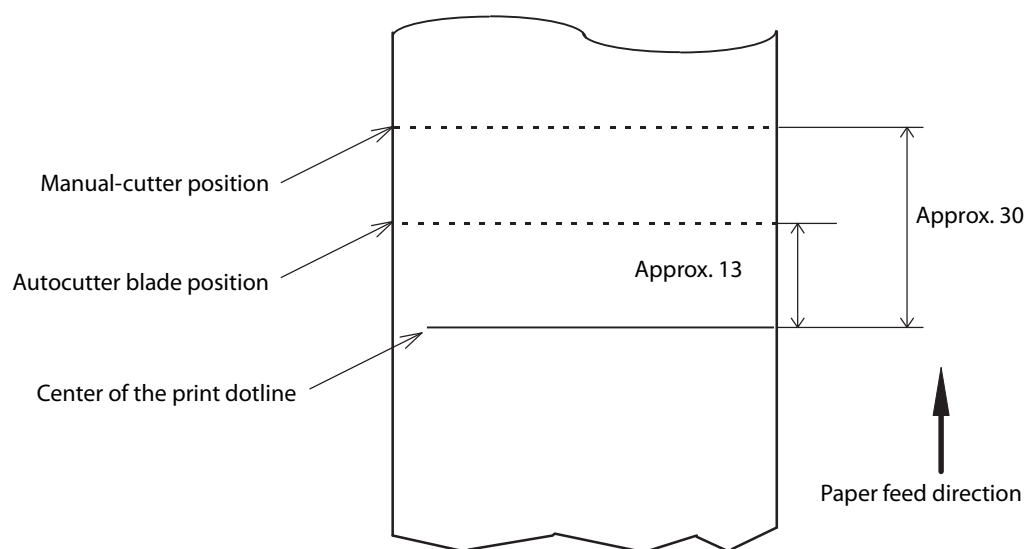 Manual-cutter position
Approx. 30
Autocutter blade position
Approx. 13
Center of the print dotline
Paper feed direction